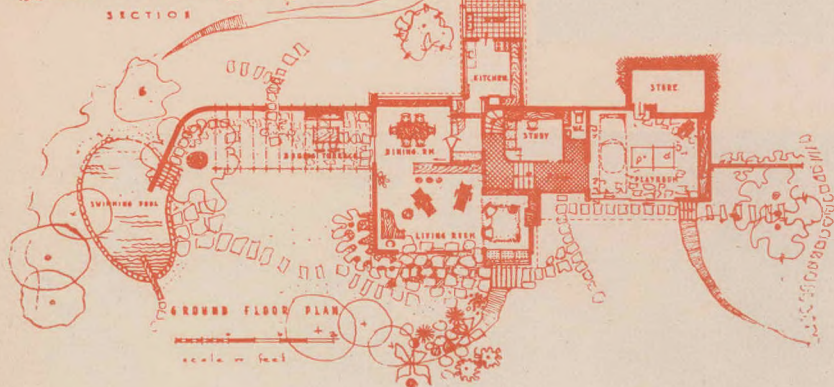 SECTION
KITCHEN
STORE
DINING RM
STUDY
W.C.
PLAYROOM
SWIMMING POOL
LIVING ROOM
GROUND FLOOR PLAN
scale in feet